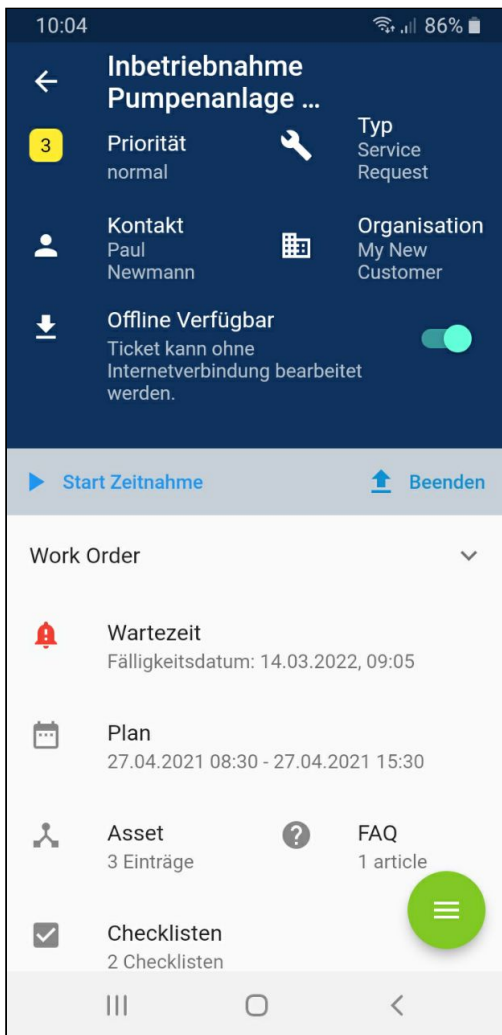 10:04
86%
Inbetriebnahme
Pumpenanlage ...
3
Priorität
normal
Typ
Service
Request
Kontakt
Paul
Newmann
Organisation
My New
Customer
Offline Verfügbar
Ticket kann ohne
Internetverbindung bearbeitet
werden.
Start Zeitnahme
Beenden
Work Order
Wartezeit
Fälligkeitsdatum: 14.03.2022, 09:05
Plan
27.04.2021 08:30 - 27.04.2021 15:30
Asset
3 Einträge
FAQ
1 article
Checklisten
2 Checklisten